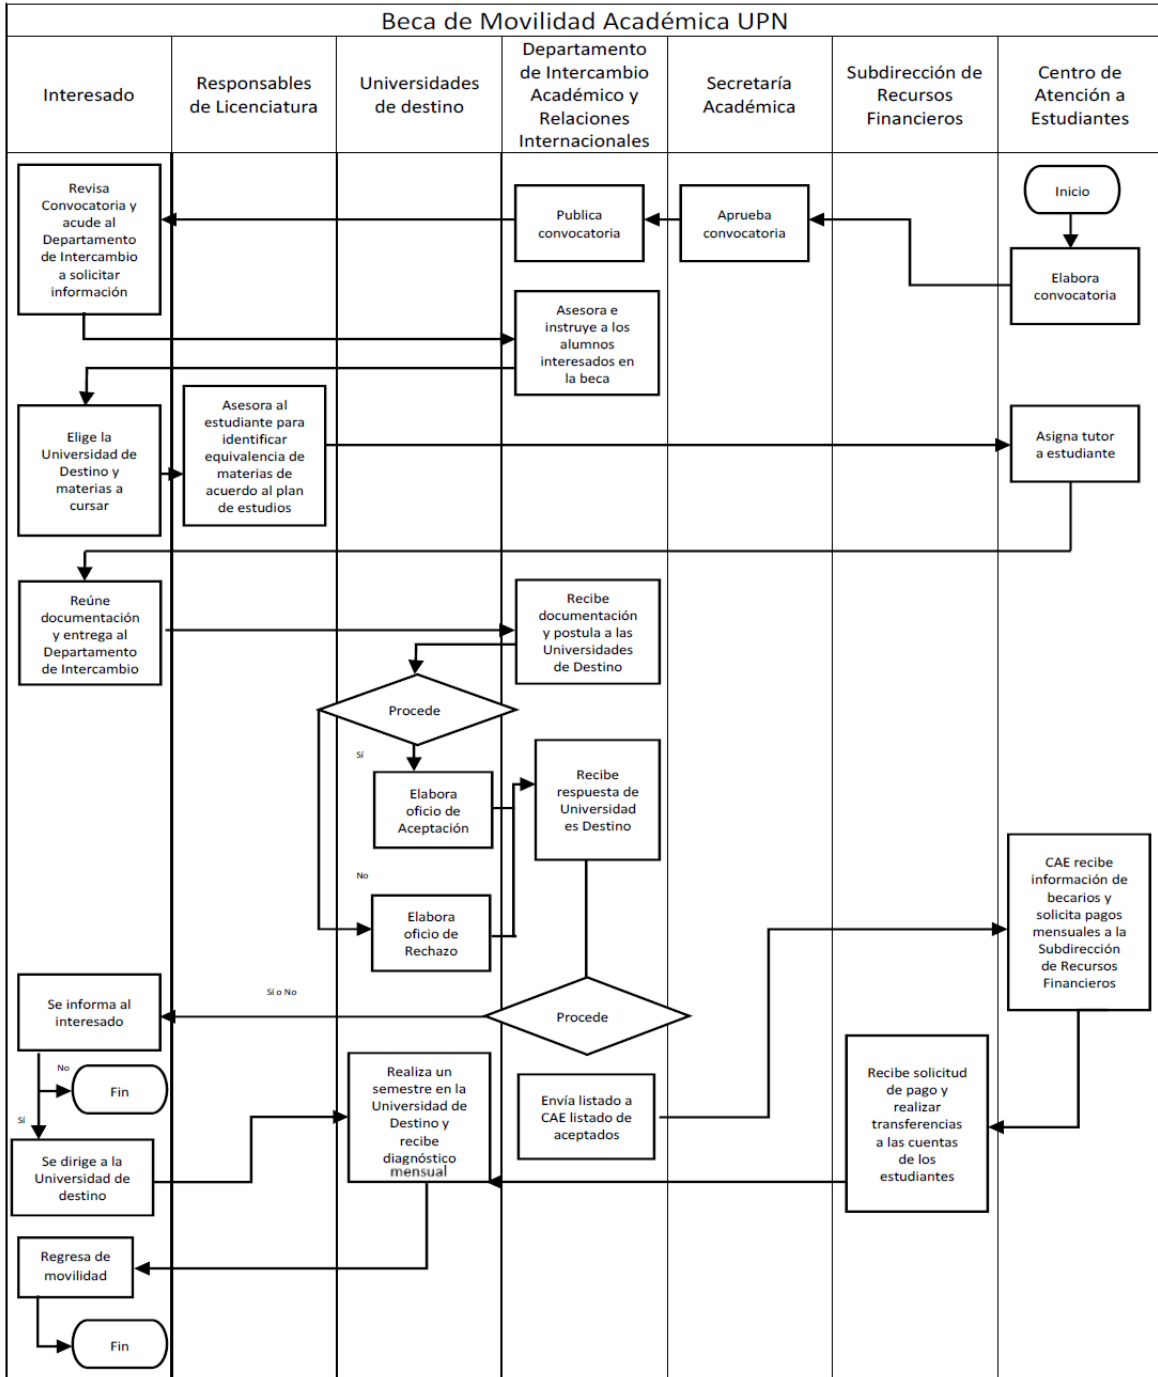 Beca de Movilidad Académica UPN
Interesado
Responsables
de Licenciatura
Universidades
de destino
Departamento
de Intercambio
Académico y
Relaciones
Internacionales
Secretaría
Académica
Subdirección de
Recursos
Financieros
Centro de
Atención a
Estudiantes
Inicio
Elabora
convocatoria
Aprueba
convocatoria
Publica
convocatoria
Revisa
Convocatoria y
acude al
Departamento
de Intercambio
a solicitar
información
Asesora e
instruye a los
alumnos
interesados en
la beca
Elige la
Universidad de
Destino y
materias a
cursar
Asesora al
estudiante para
identificar
equivalencia de
materias de
acuerdo al plan
de estudios
Asigna tutor
a estudiante
Reúne
documentación
y entrega al
Departamento
de Intercambio
Recibe
documentación
y postula a las
Universidades
de Destino
Procede
Sí
Elabora
oficio de
Aceptación
No
Elabora
oficio de
Rechazo
Recibe
respuesta de
Universidad
es Destino
Procede
Sí o No
Se informa al
interesado
No
Fin
Sí
Se dirige a la
Universidad de
destino
Envía listado a
CAE listado de
aceptados
CAE recibe
información de
becarios y
solicita pagos
mensuales a la
Subdirección
de Recursos
Financieros
Recibe solicitud
de pago y
realizar
transferencias
a las cuentas
de los
estudiantes
Realiza un
semestre en la
Universidad de
Destino y
recibe
diagnóstico
mensual
Regresa de
movilidad
Fin